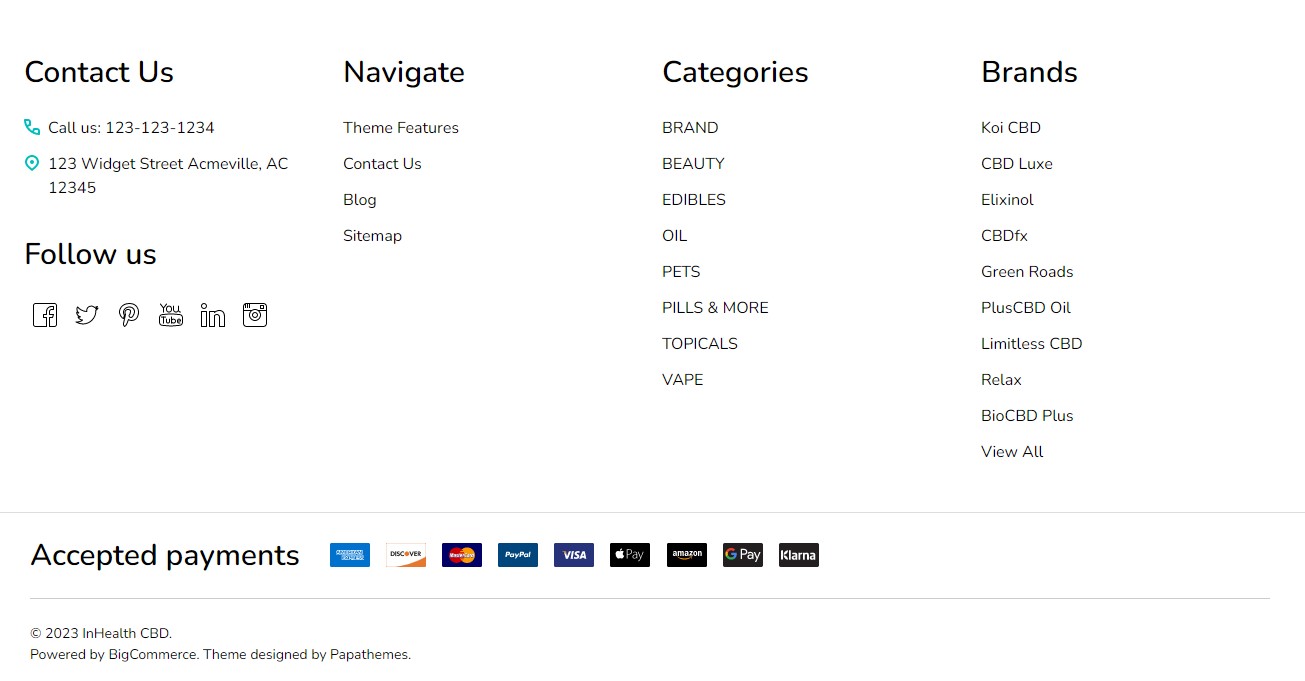 Contact Us
Call us: 123-123-1234
123 Widget Street Acmeville, AC
12345
Follow us
You
Tube
in
Navigate
Theme Features
Contact Us
Blog
Sitemap
Categories
BRAND
BEAUTY
EDIBLES
OIL
PETS
PILLS & MORE
TOPICALS
VAPE
Brands
Koi CBD
CBD Luxe
Elixinol
CBDfx
Green Roads
PlusCBD Oil
Limitless CBD
Relax
BioCBD Plus
View All
Accepted payments
AMERICAN
EXPRESS
DISCOVER
MasterCard
PayPal
VISA
Pay
amazon
G Pay
Klarna
© 2023 InHealth CBD.
Powered by BigCommerce. Theme designed by Papathemes.